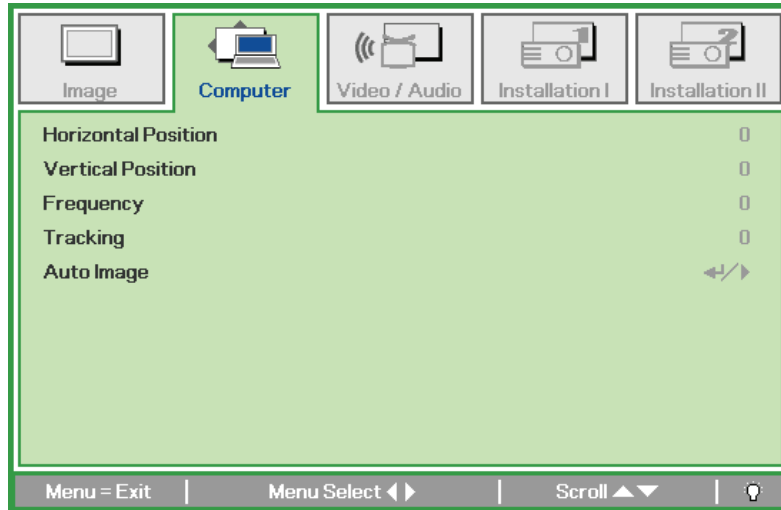 Image
Computer
Video / Audio
Installation I
Installation II
Horizontal Position 0
Vertical Position 0
Frequency 0
Tracking 0
Auto Image
Menu = Exit
Menu Select
Scroll